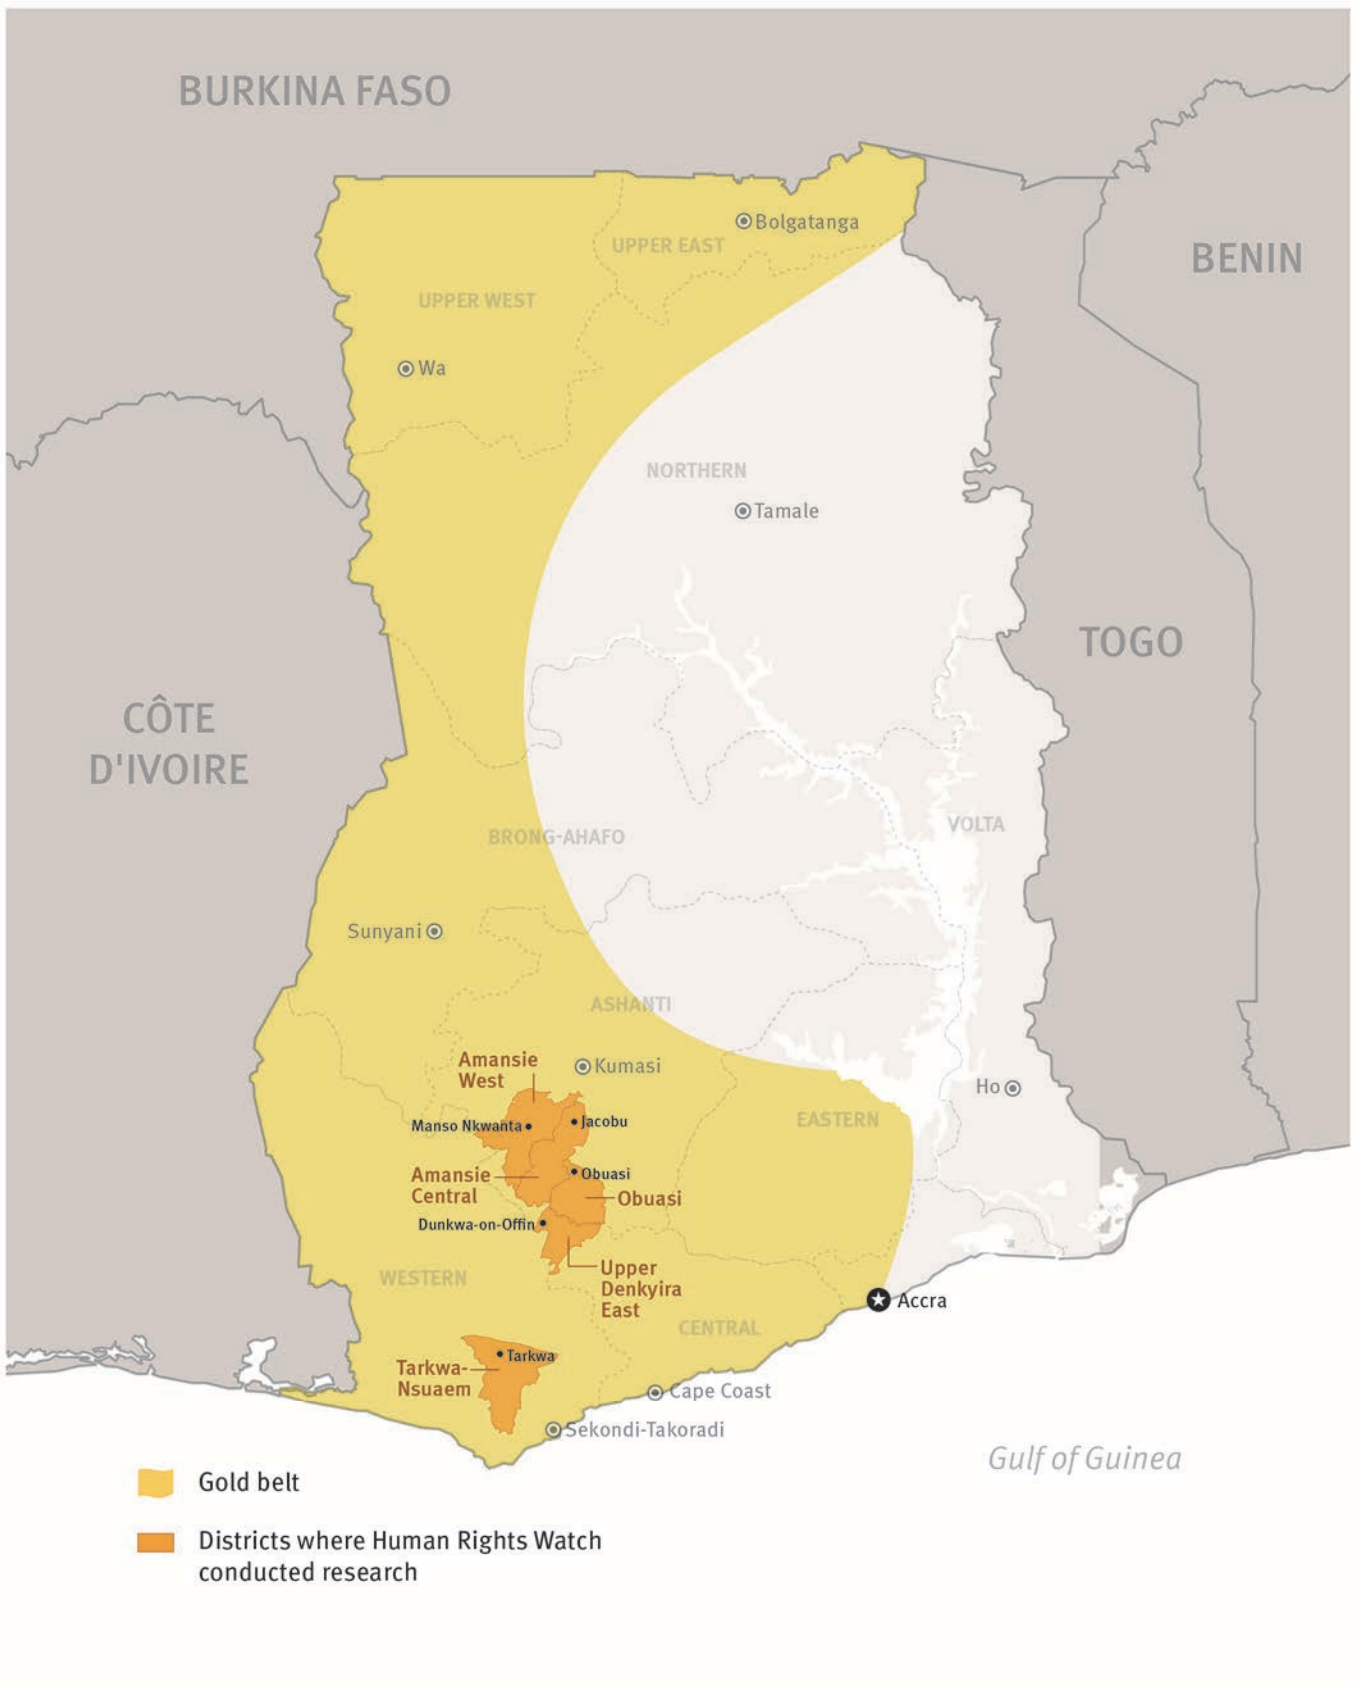 BURKINA FASO
Bolgatanga
UPPER EAST
BENIN
UPPER WEST
Wa
NORTHERN
Tamale
TOGO
CÔTE
D'IVOIRE
VOLTA
BRONG-AHAFO
Sunyani
ASHANTI
Amansie
West
Kumasi
Ho
Manso Nkwanta
Jacobu
EASTERN
Amansie
Central
Obuasi
Obuasi
Dunkwa-on-Offin
WESTERN
Upper
Denkyira
East
Accra
CENTRAL
Tarkwa
Tarkwa-
Nsuaem
Cape Coast
Sekondi-Takoradi
Gulf of Guinea
Gold belt
Districts where Human Rights Watch
conducted research